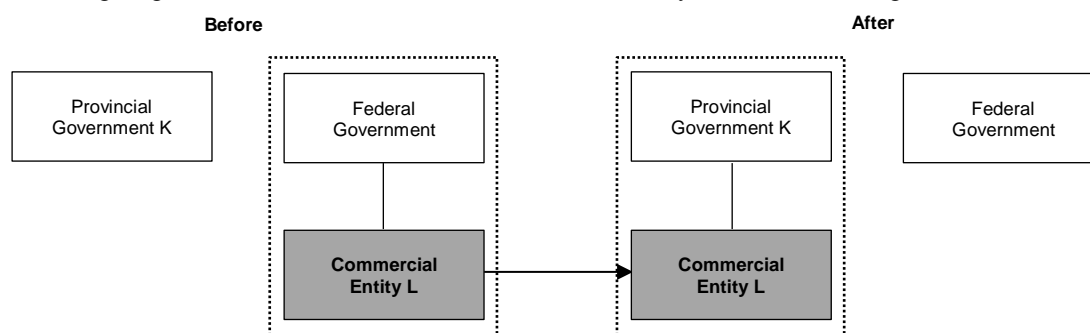 Before
After
Provincial
Government K
Federal
Government
Provincial
Government K
Federal
Government
Commercial
Entity L
Commercial
Entity L